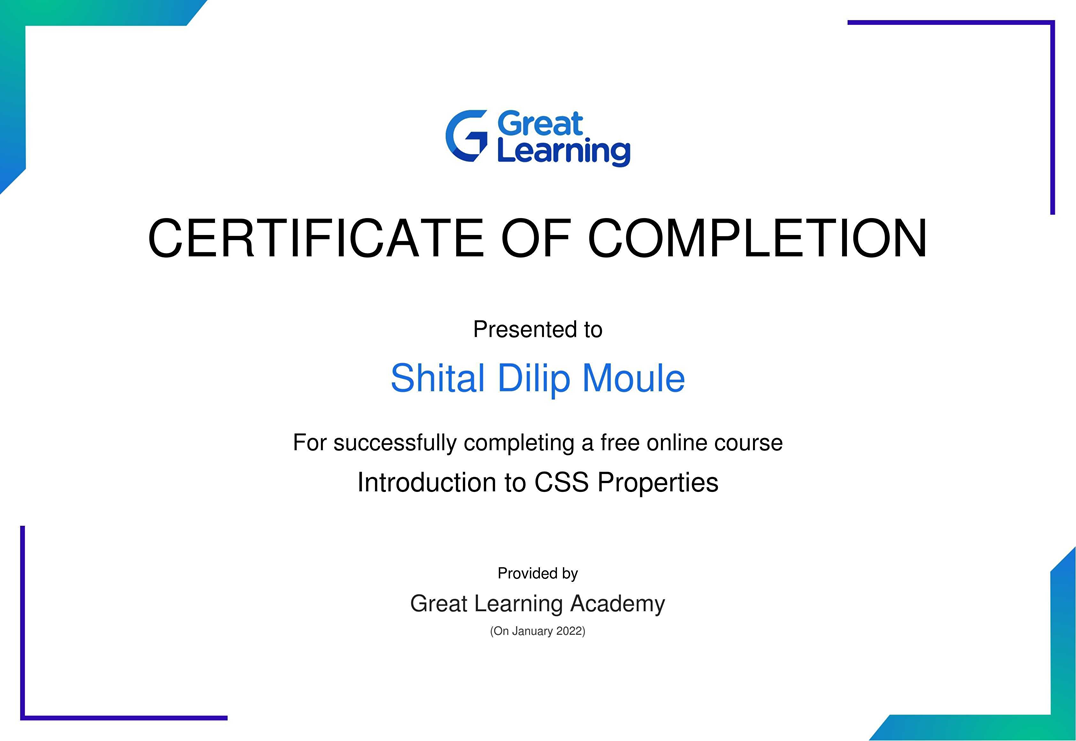 Great
Learning
CERTIFICATE OF COMPLETION
Presented to
Shital Dilip Moule
For successfully completing a free online course
Introduction to CSS Properties
Provided by
Great Learning Academy
(On January 2022)